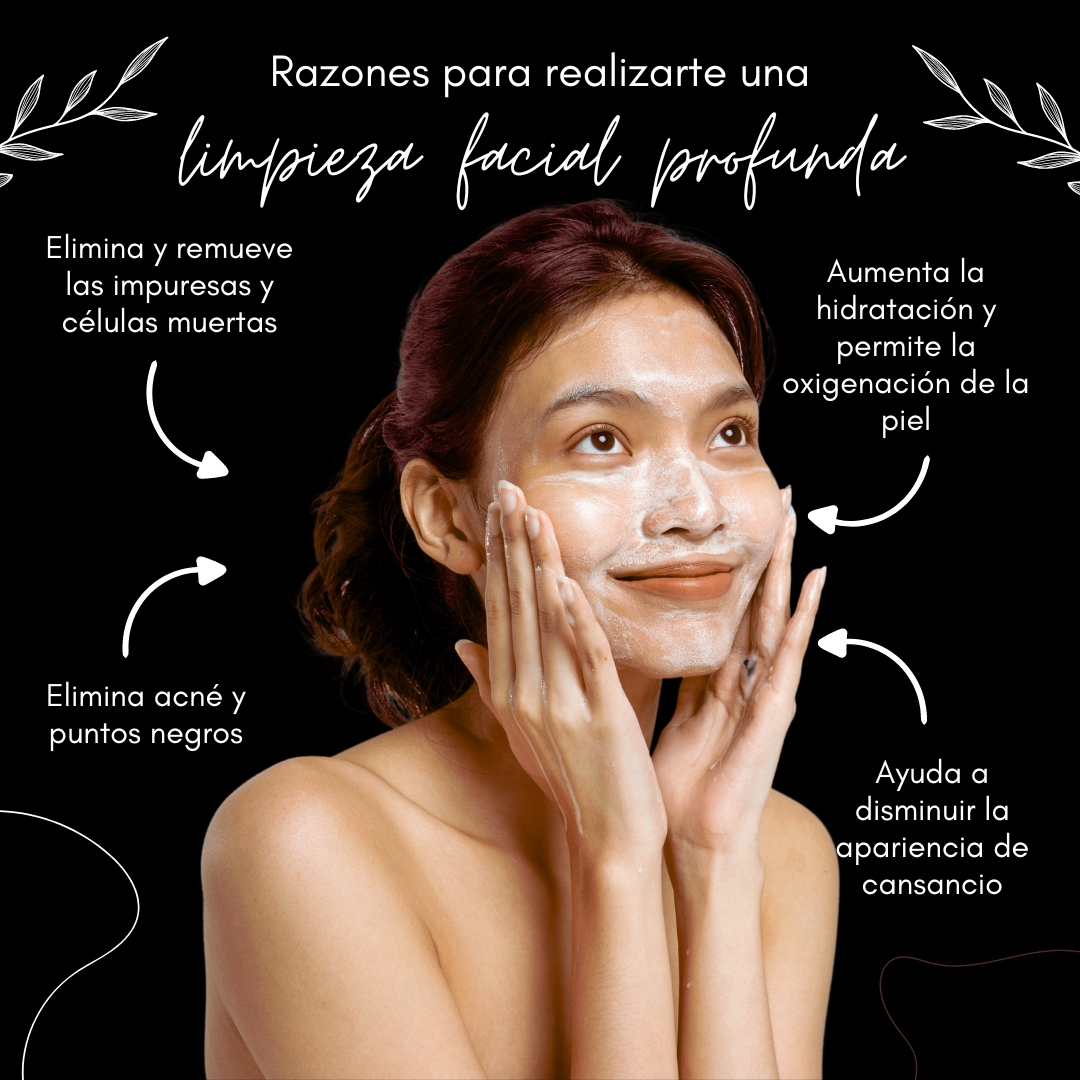 Razones para realizarte una
limpieza facial profunda
Elimina y remueve
las impuresas y
células muertas
Aumenta la
hidratación y
permite la
oxigenación de la
piel
Elimina acné y
puntos negros
Ayuda a
disminuir la
apariencia de
cansancio